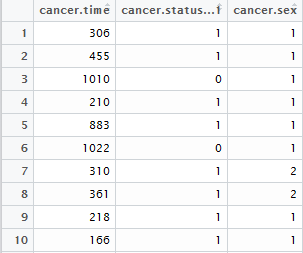 cancer.time cancer.status...1 cancer.sex
1 306 1 1
2 455 1 1
3 1010 0 1
4 210 1 1
5 883 1 1
6 1022 0 1
7 310 1 2
8 361 1 2
9 218 1 1
10 166 1 1